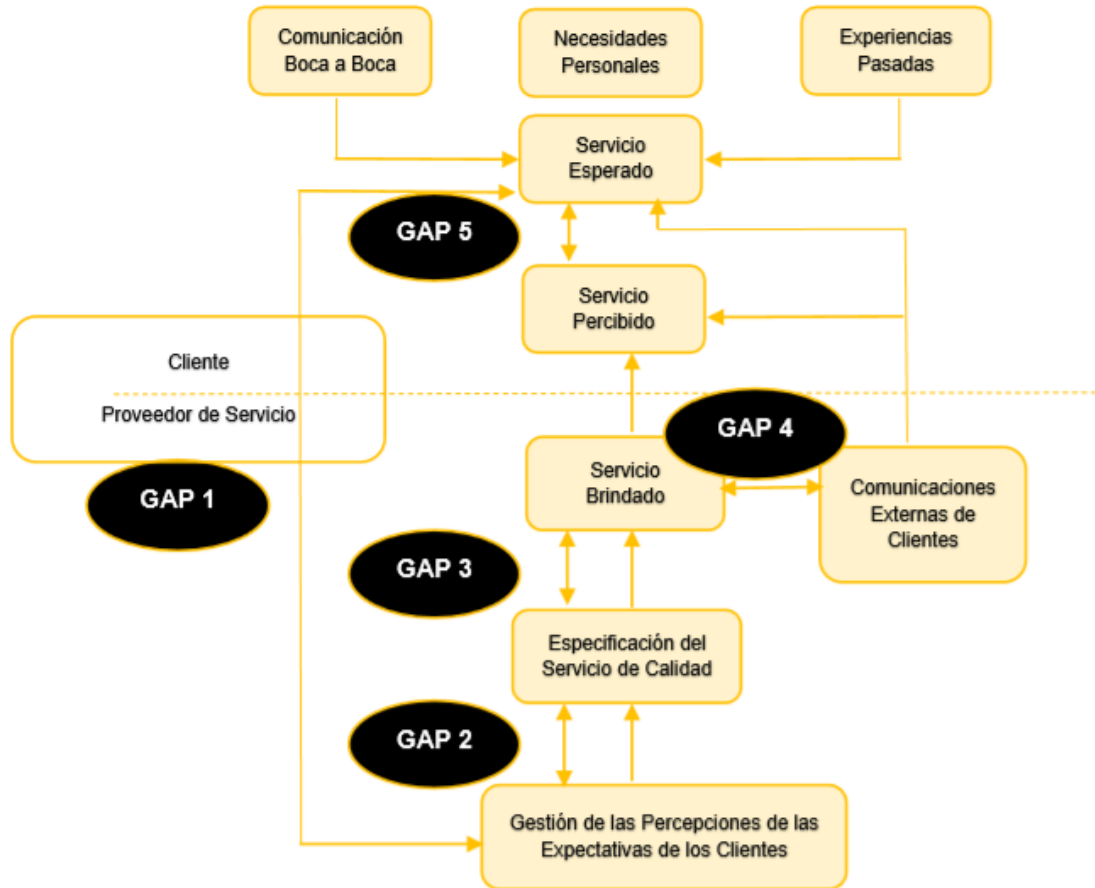 Comunicación
Boca a Boca
Necesidades
Personales
Experiencias
Pasadas
Servicio
Esperado
GAP 5
Servicio
Percibido
Cliente
Proveedor de Servicio
GAP 4
GAP 1
Servicio
Brindado
Comunicaciones
Externas de
Clientes
GAP 3
Especificación del
Servicio de Calidad
GAP 2
Gestión de las Percepciones de las
Expectativas de los Clientes